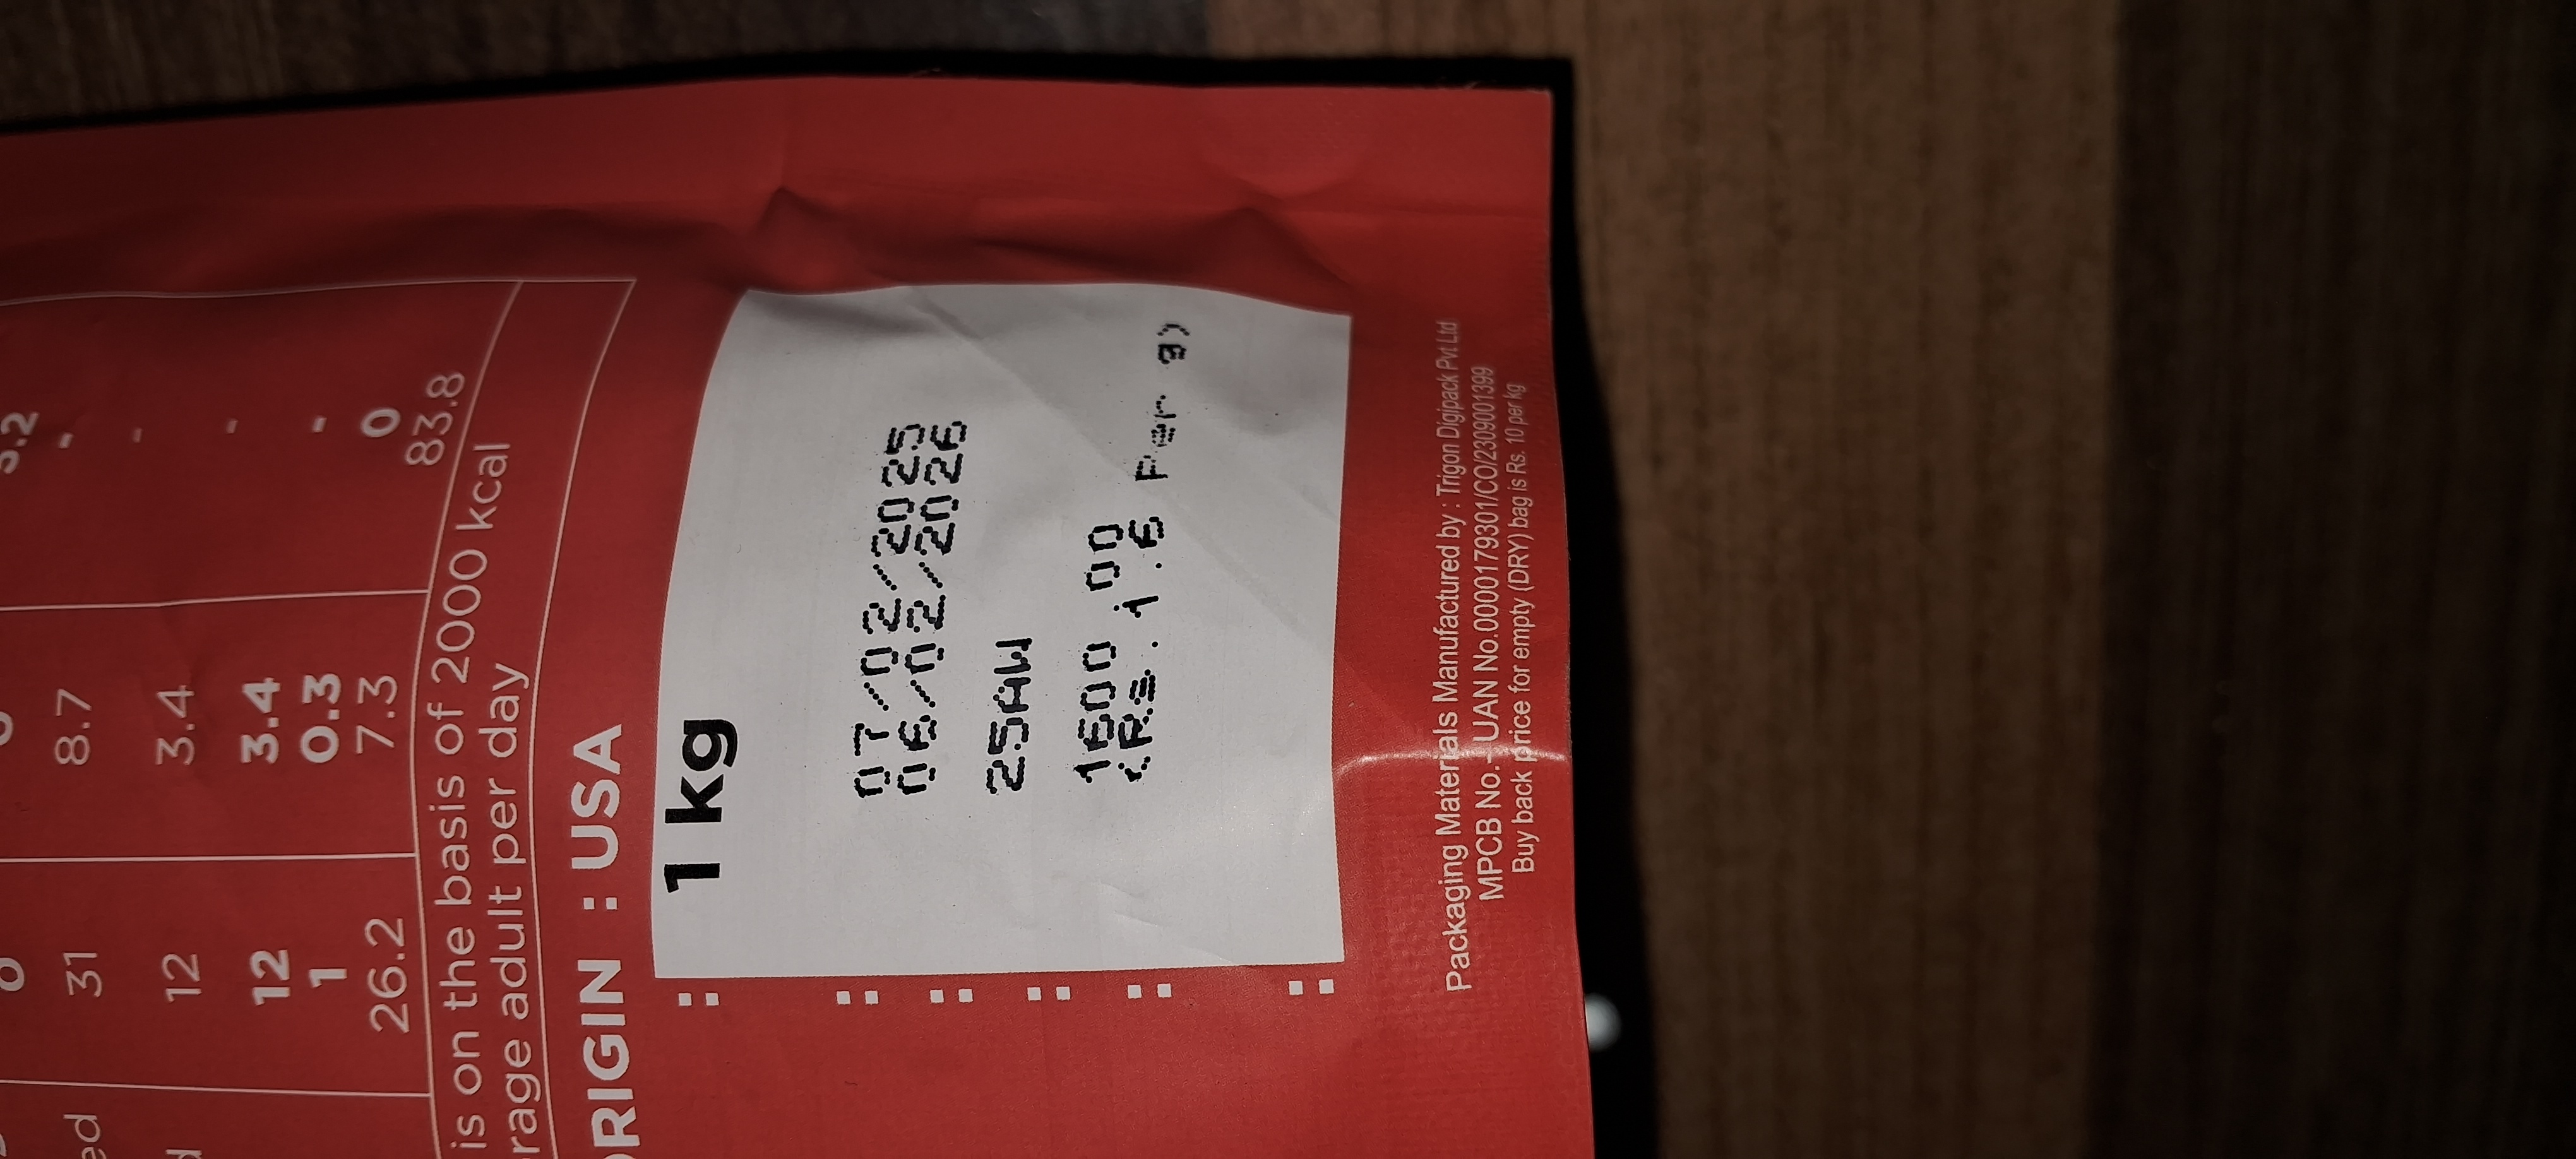 5.2
8.7 -
31 3.4 -
12 3.4 -
12 0.3 -
1 7.3 0
26.2 83.8
is on the basis of 2000 kcal
rage adult per day
ORIGIN : USA
: 1 kg
: 07/02/2025
: 06/02/2026
: 25AW
: 1600.00
(RS. 1.6 Per g)
:
Packaging Materials Manufactured by : Trigon Digipack Pvt Ltd
MPCB No.- UAN No.0000179301/CO/2309001399
Buy back price for empty (DRY) bag is Rs. 10 per kg